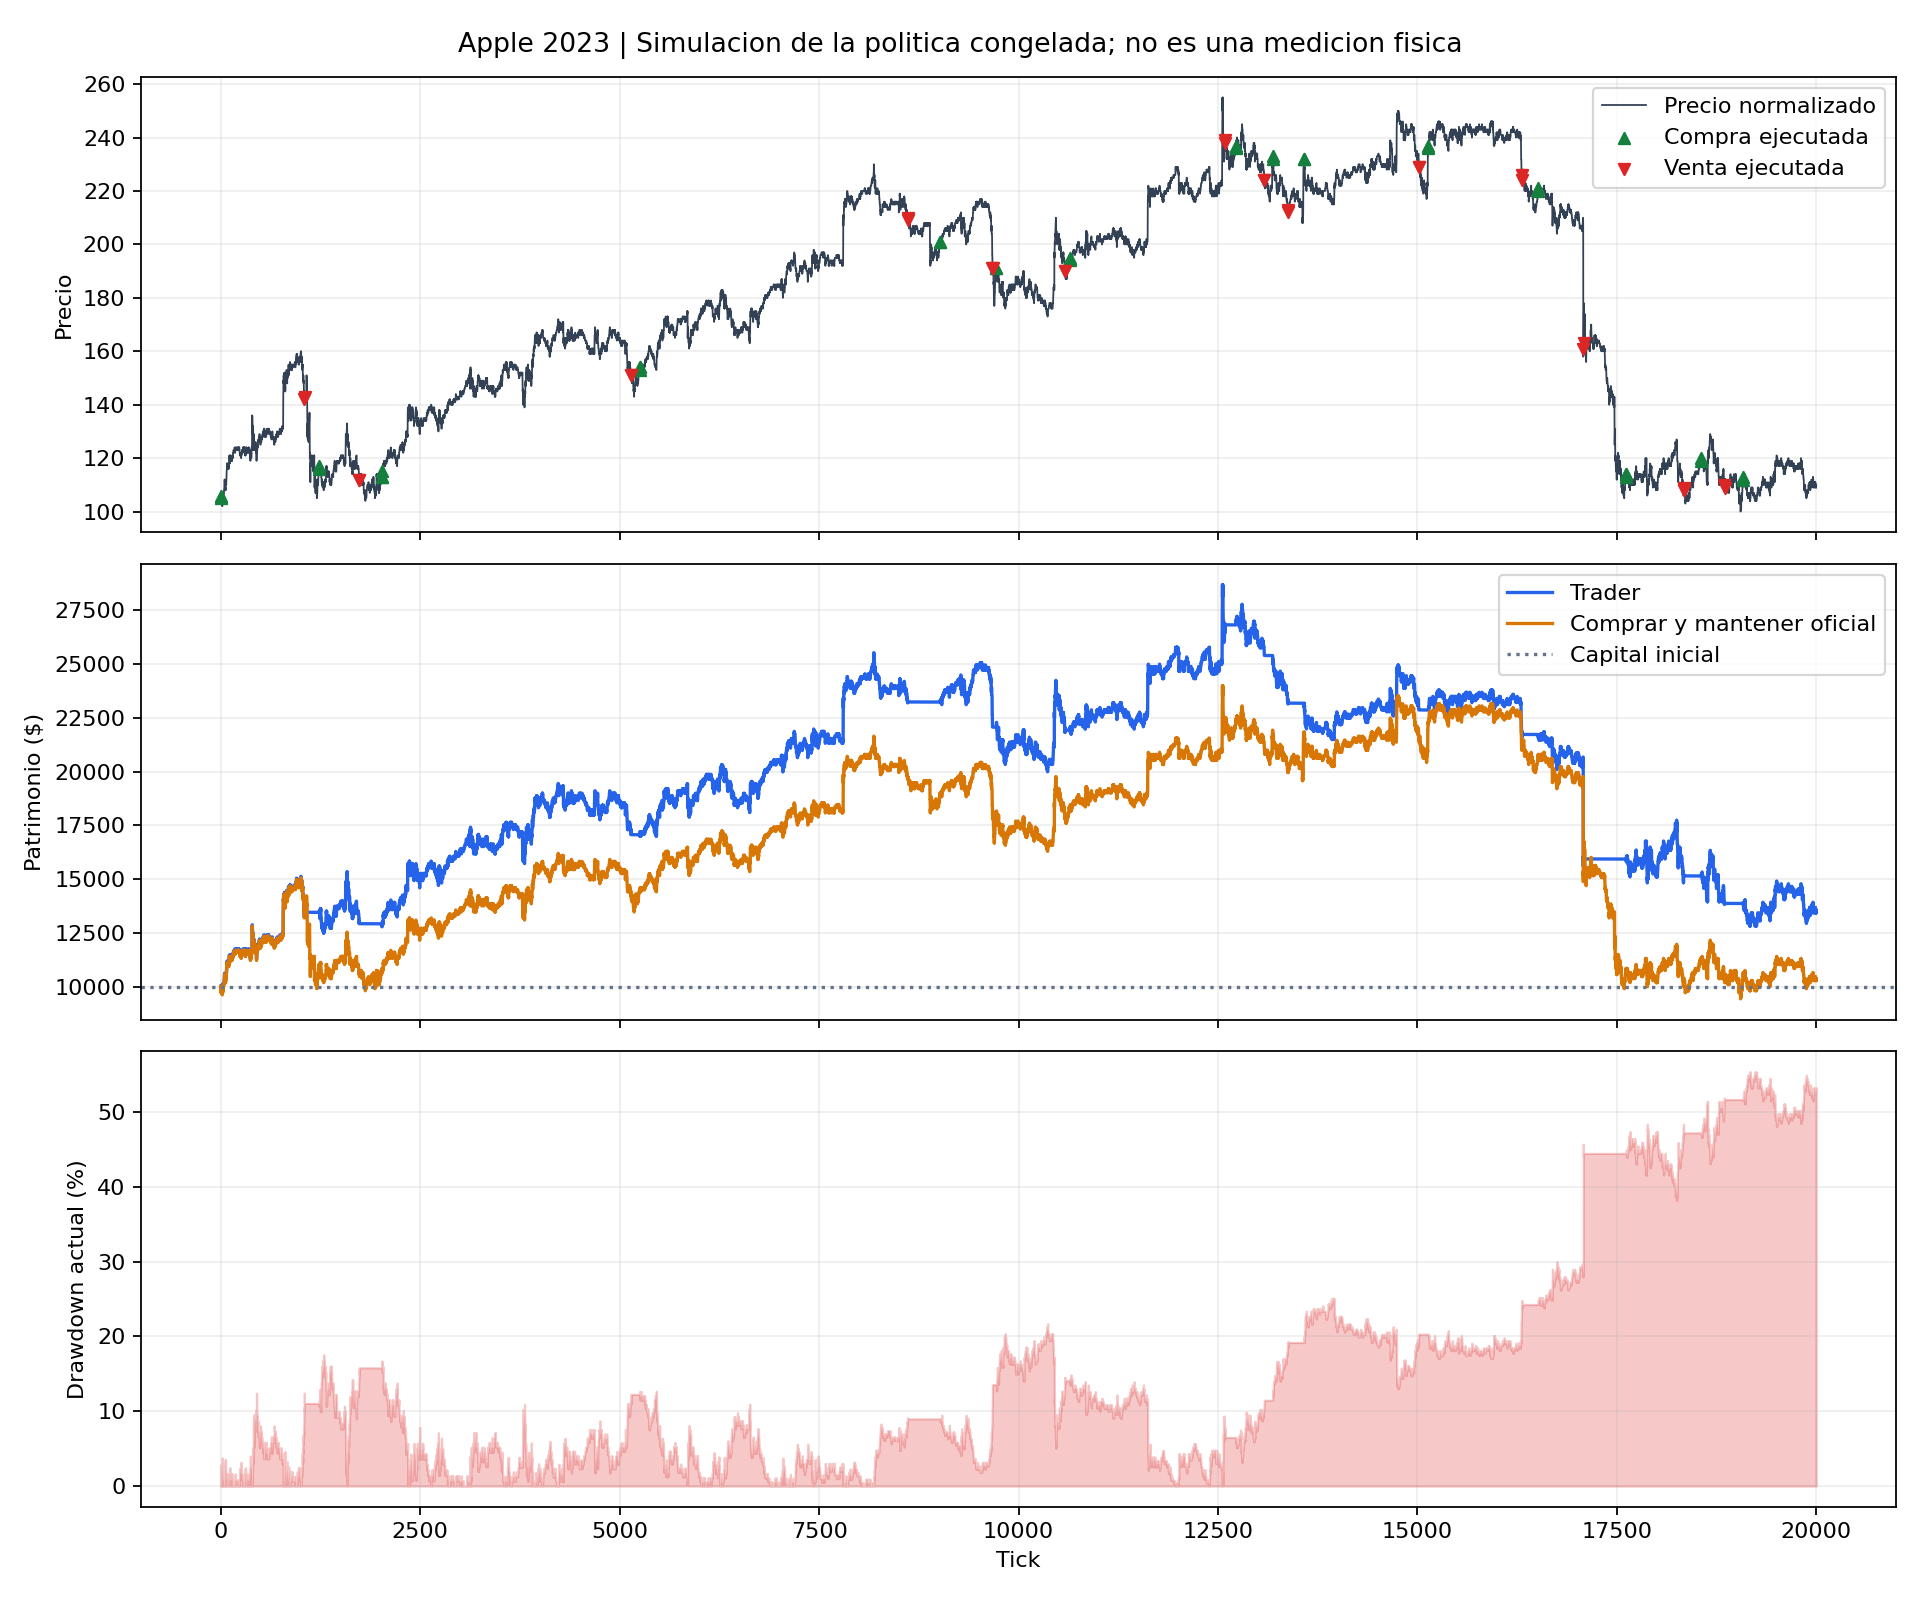 Apple 2023 | Simulacion de la politica congelada; no es una medicion fisica
260
240
220
200
180
160
140
120
100
Precio
Precio normalizado
Compra ejecutada
Venta ejecutada
27500
25000
22500
20000
17500
15000
12500
10000
Patrimonio ($)
Trader
Comprar y mantener oficial
Capital inicial
50
40
30
20
10
0
Drawdown actual (%)
0 2500 5000 7500 10000 12500 15000 17500 20000
Tick